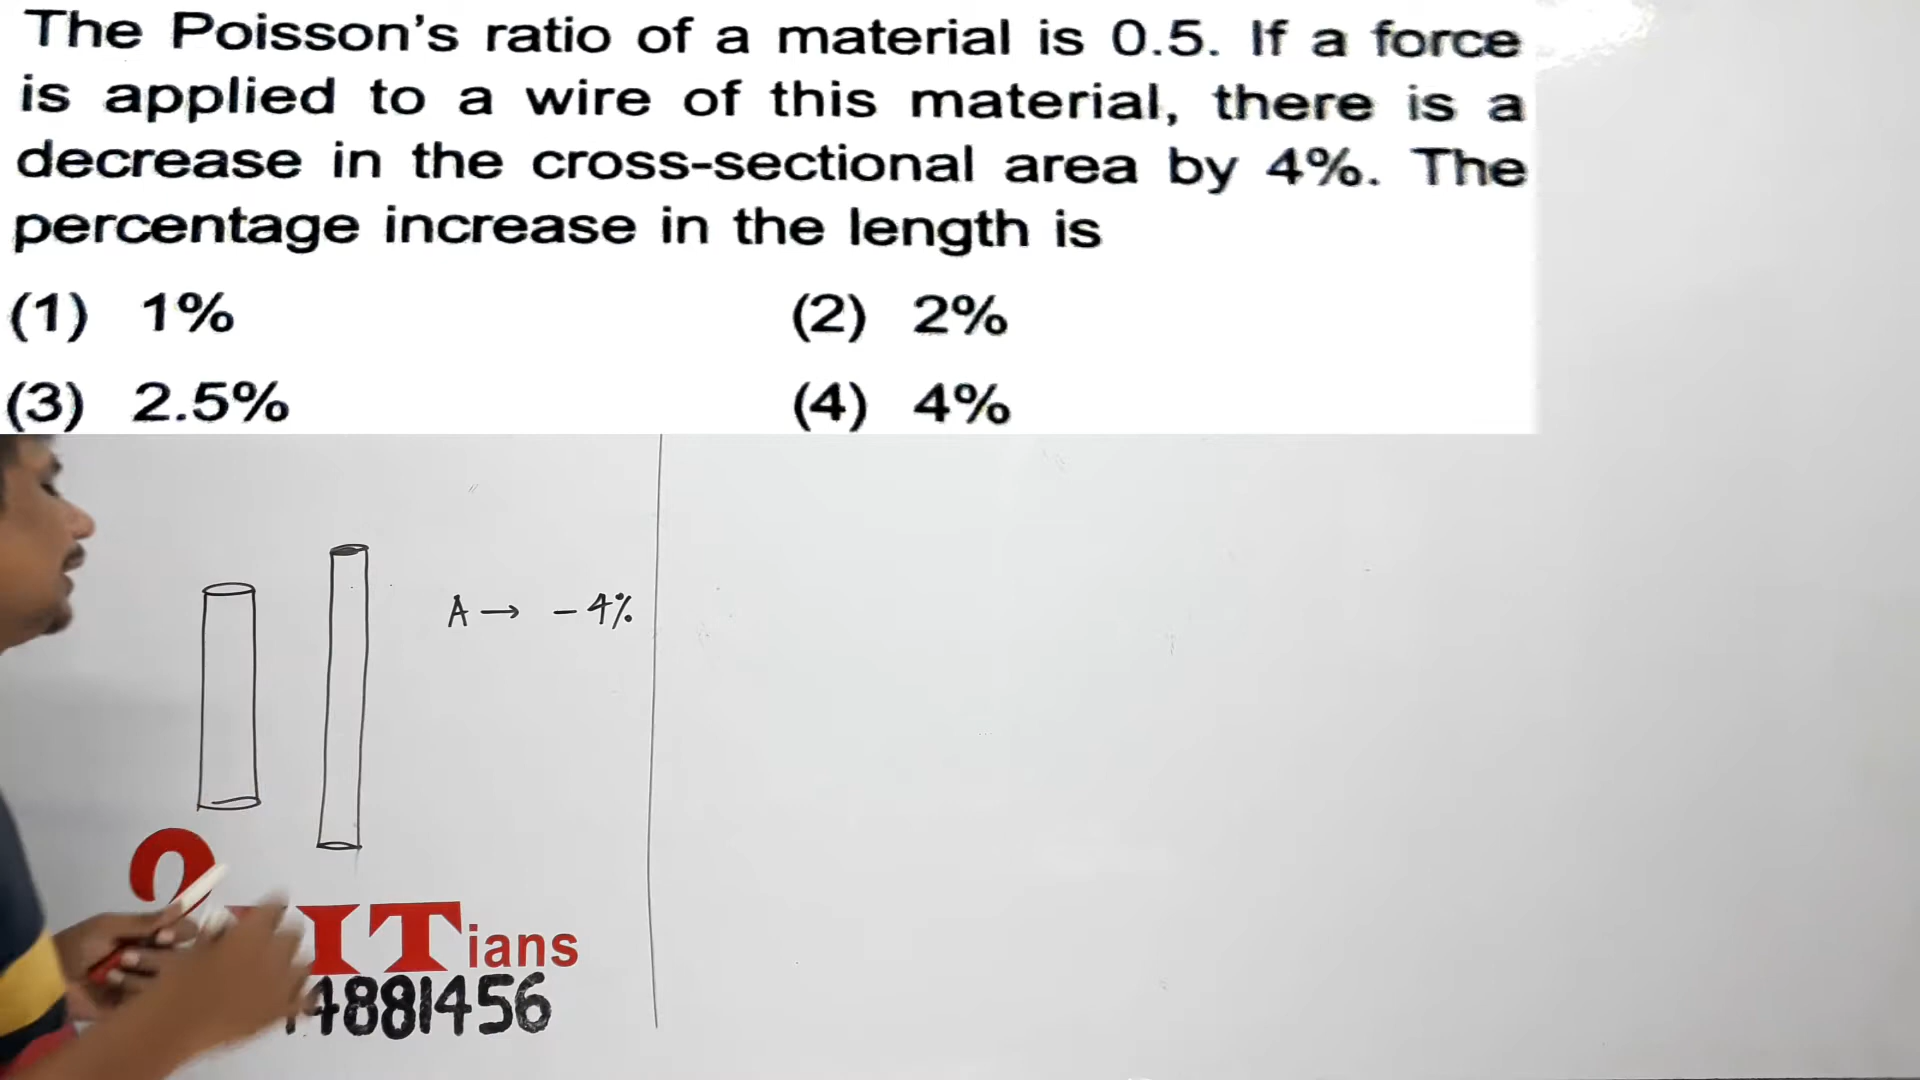 The Poisson's ratio of a material is 0.5. If a force
is applied to a wire of this material, there is a
decrease in the cross-sectional area by 4%. The
percentage increase in the length is
(1) 1% (2) 2%
(3) 2.5% (4) 4%
A → - 4%
ITians
4881456